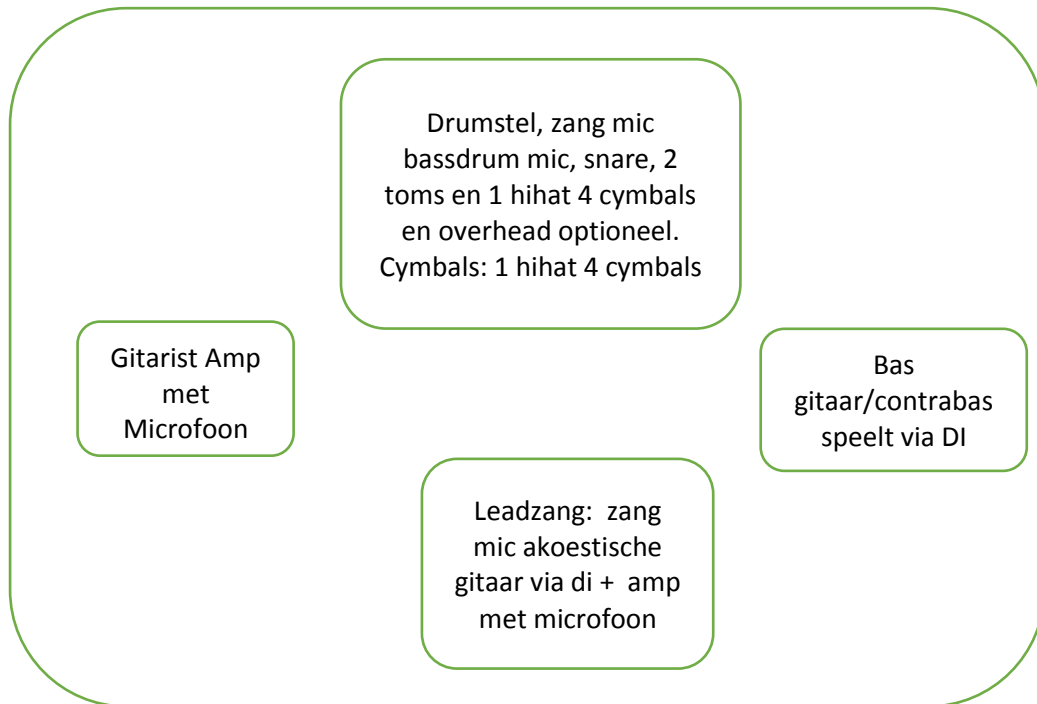 Drumstel, zang mic
bassdrum mic, snare, 2
toms en 1 hihat 4 cymbals
en overhead optioneel.
Cymbals: 1 hihat 4 cymbals
Gitarist Amp
met
Microfoon
Bas
gitaar/contrabas
speelt via DI
Leadzang:  zang
mic akoestische
gitaar via di +  amp
met microfoon